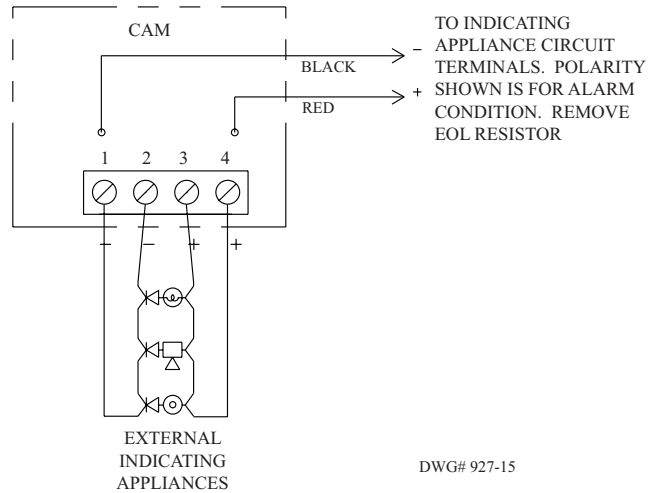 CAM
BLACK
RED
– TO INDICATING
APPLIANCE CIRCUIT
TERMINALS. POLARITY
+ SHOWN IS FOR ALARM
CONDITION. REMOVE
EOL RESISTOR
1 2 3 4
– – + +
EXTERNAL
INDICATING
APPLIANCES
DWG# 927-15